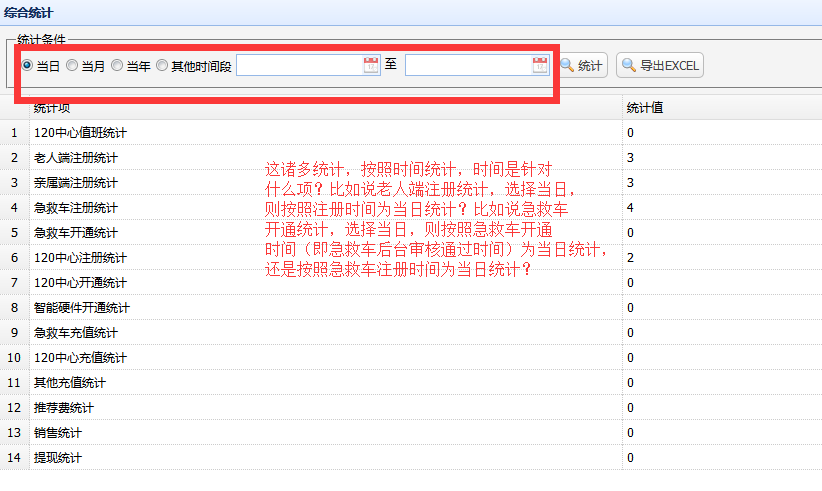 综合统计
统计条件
当日 当月 当年 其他时间段 至 统计 导出EXCEL
统计项 统计值
1 120中心值班统计 0
2 老人端注册统计 3
3 亲属端注册统计 3
4 急救车注册统计 4
5 急救车开通统计 0
6 120中心注册统计 2
7 120中心开通统计 0
8 智能硬件开通统计 0
9 急救车充值统计 0
10 120中心充值统计 0
11 其他充值统计 0
12 推荐费统计 0
13 销售统计 0
14 提现统计 0
这诸多统计，按照时间统计，时间是针对
什么项？比如说老人端注册统计，选择当日，
则按照注册时间为当日统计？比如说急救车
开通统计，选择当日，则按照急救车开通
时间（即急救车后台审核通过时间）为当日统计，
还是按照急救车注册时间为当日统计？